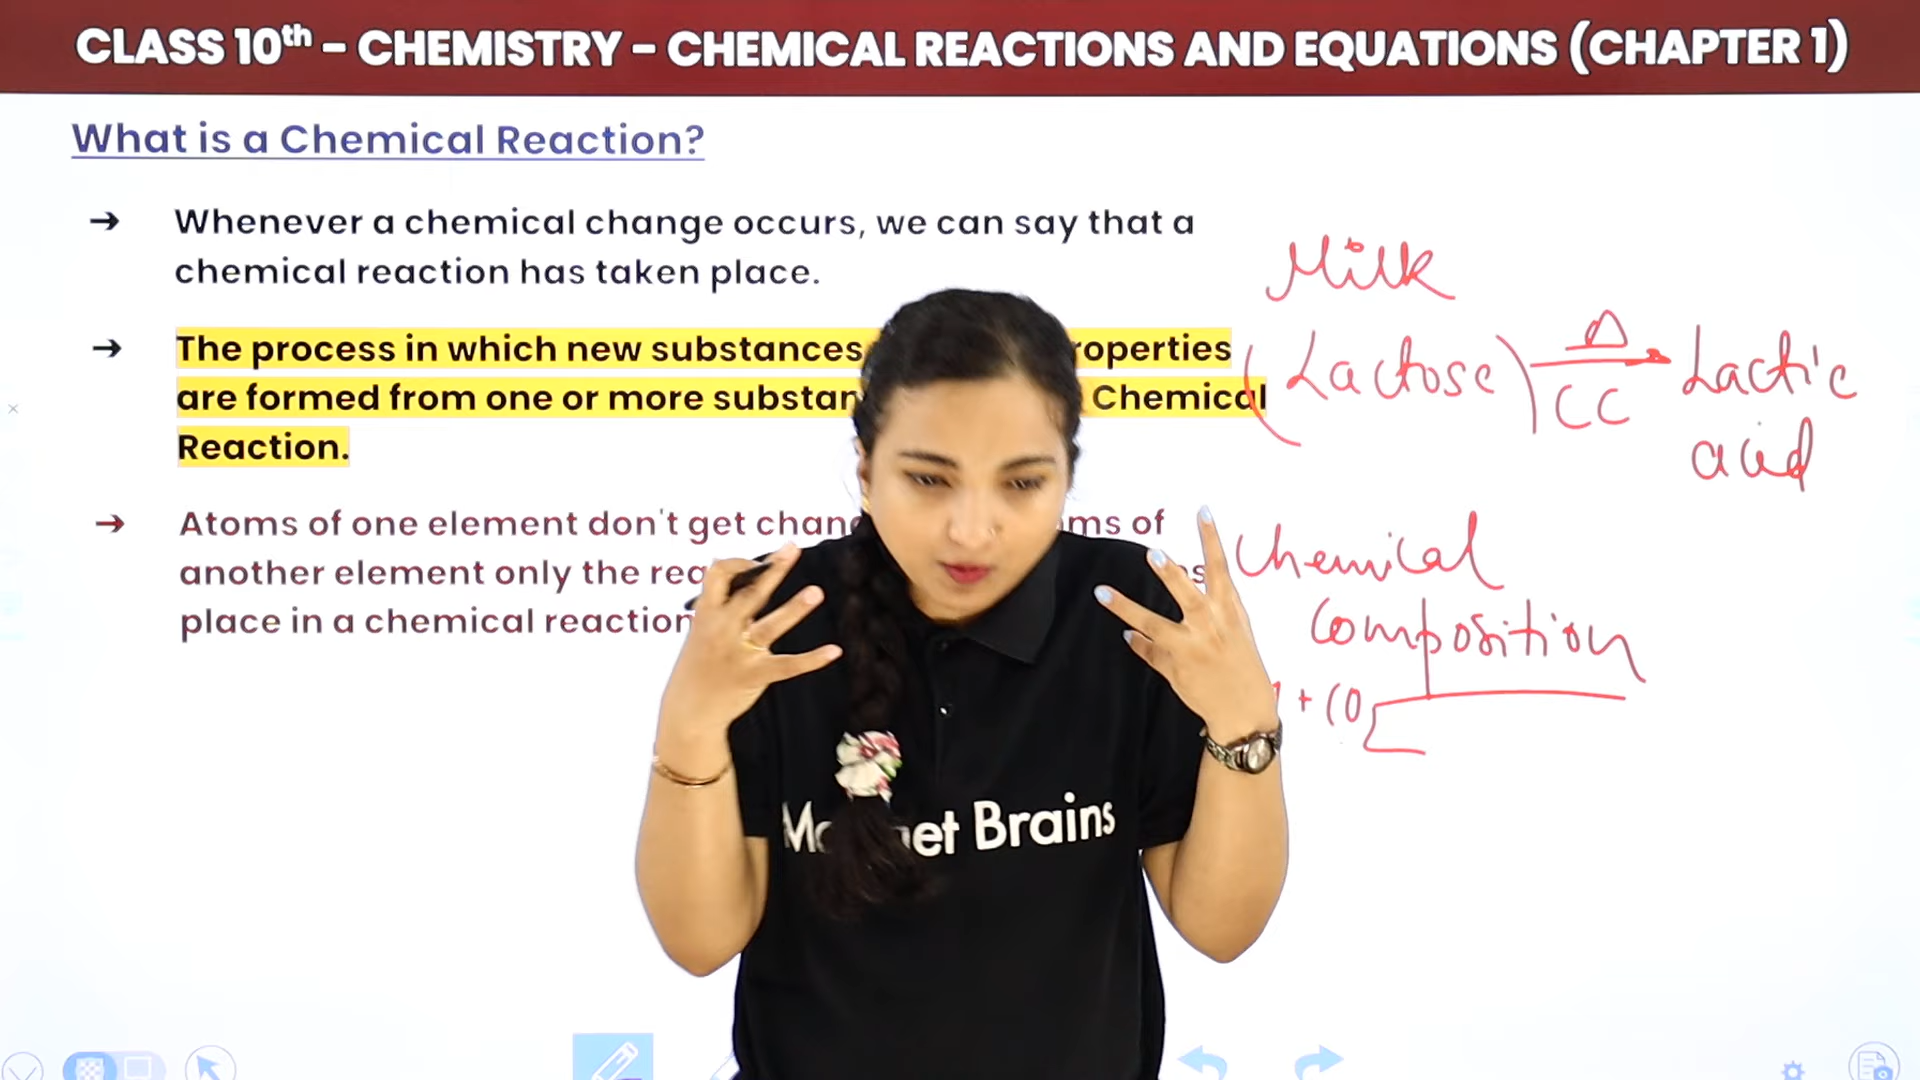 CLASS 10th - CHEMISTRY - CHEMICAL REACTIONS AND EQUATIONS (CHAPTER 1)
What is a Chemical Reaction?
➔ Whenever a chemical change occurs, we can say that a
chemical reaction has taken place.
➔ The process in which new substances roperties
are formed from one or more substan Chemical
Reaction.
➔ Atoms of one element don't get chan ms of
another element only the rea s
place in a chemical reaction
Milk
(Lactose) Δ → Lactic
CC acid
Chemical
Composition
+ CO
Magnet Brains